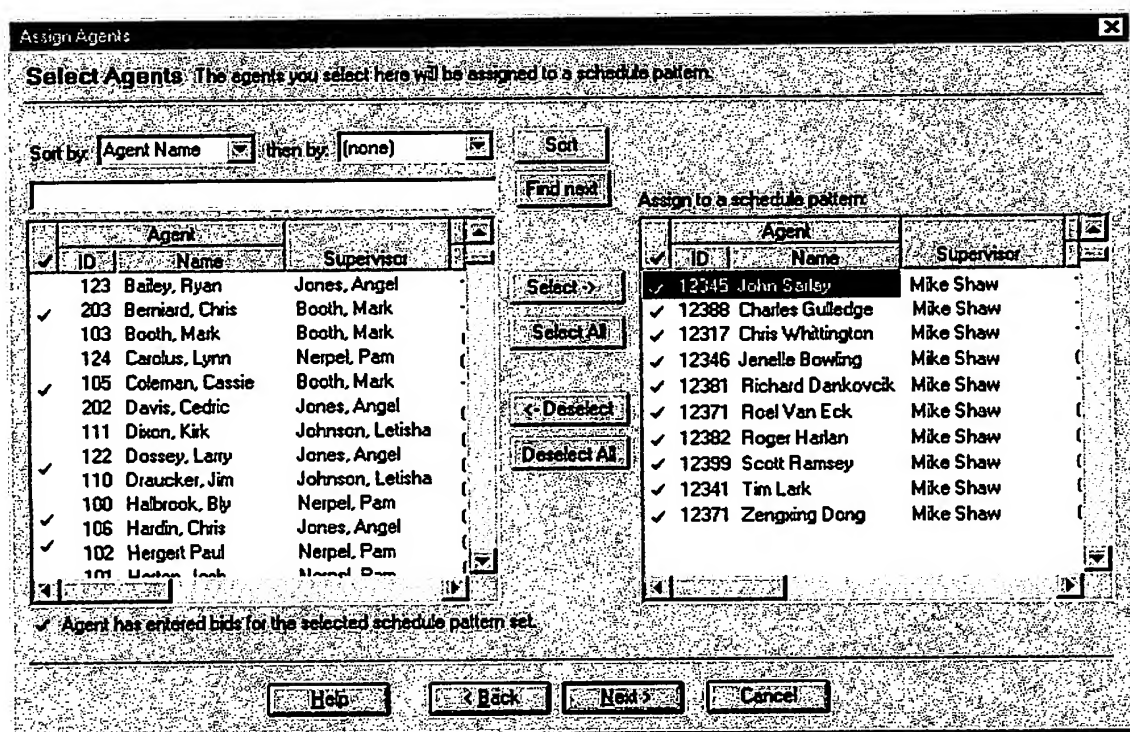 Assign Agents
Select Agents The agents you select here will be assigned to a schedule pattern.
Sort by: Agent Name then by: (none) Sort
Find next
Assign to a schedule pattern:
Agent
✓ ID Name Supervisor
123 Bailey, Ryan Jones, Angel
✓ 203 Berniard, Chris Booth, Mark
103 Booth, Mark Booth, Mark
124 Carolus, Lynn Nerpel, Pam
✓ 105 Coleman, Cassie Booth, Mark
202 Davis, Cedric Jones, Angel
111 Dixon, Kirk Johnson, Letisha
122 Dossey, Larry Jones, Angel
✓ 110 Draucker, Jim Johnson, Letisha
100 Halbrook, Bly Nerpel, Pam
✓ 106 Hardin, Chris Jones, Angel
✓ 102 Hergert Paul Nerpel, Pam
101
Select ->
Select All
<- Deselect
Deselect All
Agent
✓ ID Name Supervisor
✓ 12345 John Sarlay Mike Shaw
✓ 12388 Charles Gulledge Mike Shaw
✓ 12317 Chris Whittington Mike Shaw
✓ 12346 Jenelle Bowling Mike Shaw
✓ 12381 Richard Dankovcik Mike Shaw
✓ 12371 Roel Van Eck Mike Shaw
✓ 12382 Roger Harlan Mike Shaw
✓ 12399 Scott Ramsey Mike Shaw
✓ 12341 Tim Lark Mike Shaw
✓ 12371 Zengxing Dong Mike Shaw
✓ Agent has entered bids for the selected schedule pattern set.
Help < Back Next > Cancel